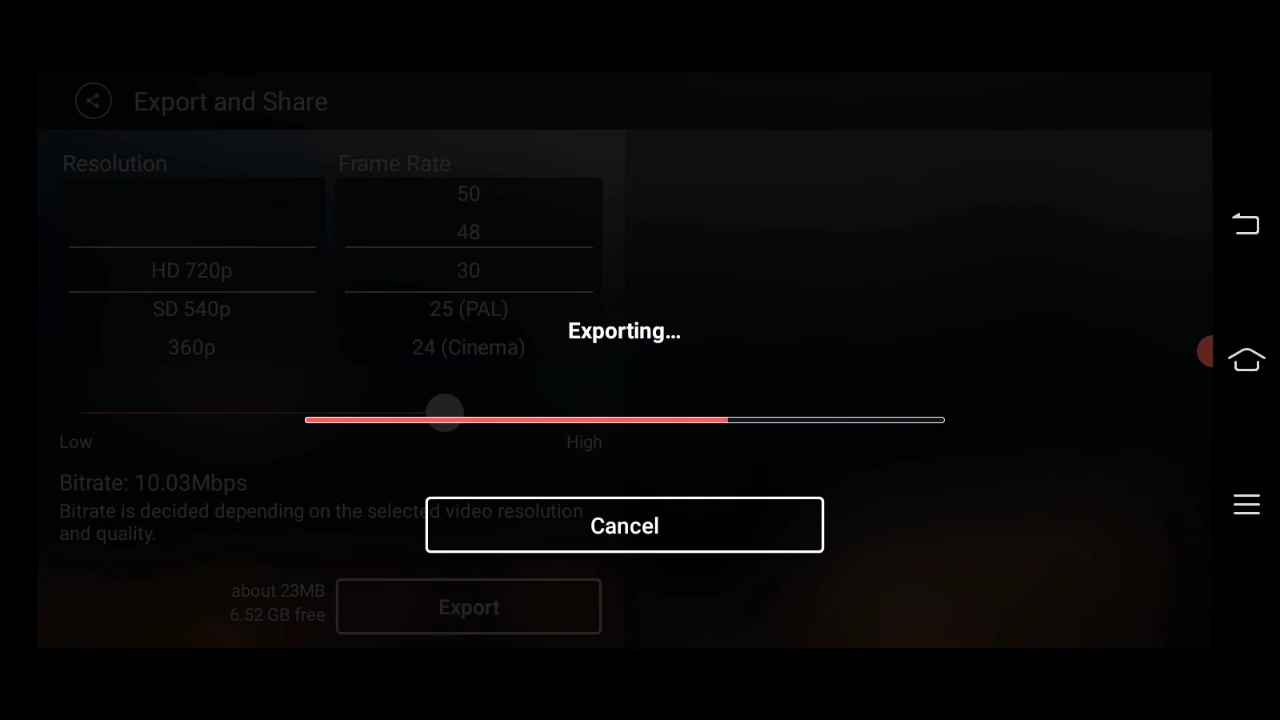 Export and Share
Resolution
Frame Rate
50
48
HD 720p
30
SD 540p
25 (PAL)
360p
24 (Cinema)
Exporting...
Low
High
Bitrate: 10.03Mbps
Bitrate is decided depending on the selected video resolution
and quality.
Cancel
about 23MB
6.52 GB free
Export